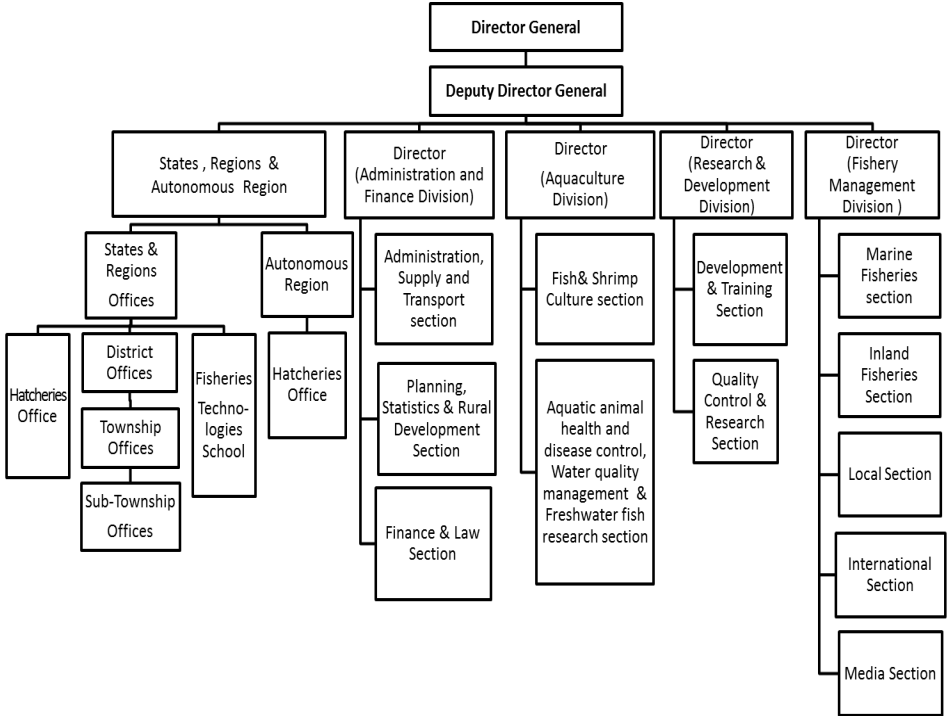 Director General
Deputy Director General
States , Regions &
Autonomous Region
Director
(Administration and
Finance Division)
Director
(Aquaculture
Division)
Director
(Research &
Development
Division)
Director
(Fishery
Management
Division )
States &
Regions
Offices
Autonomous
Region
Hatcheries
Office
District
Offices
Township
Offices
Sub-Township
Offices
Fisheries
Techno-
logies
School
Hatcheries
Office
Administration,
Supply and
Transport
section
Planning,
Statistics & Rural
Development
Section
Finance & Law
Section
Fish& Shrimp
Culture section
Aquatic animal
health and
disease control,
Water quality
management &
Freshwater fish
research section
Development
& Training
Section
Quality
Control &
Research
Section
Marine
Fisheries
section
Inland
Fisheries
Section
Local Section
International
Section
Media Section